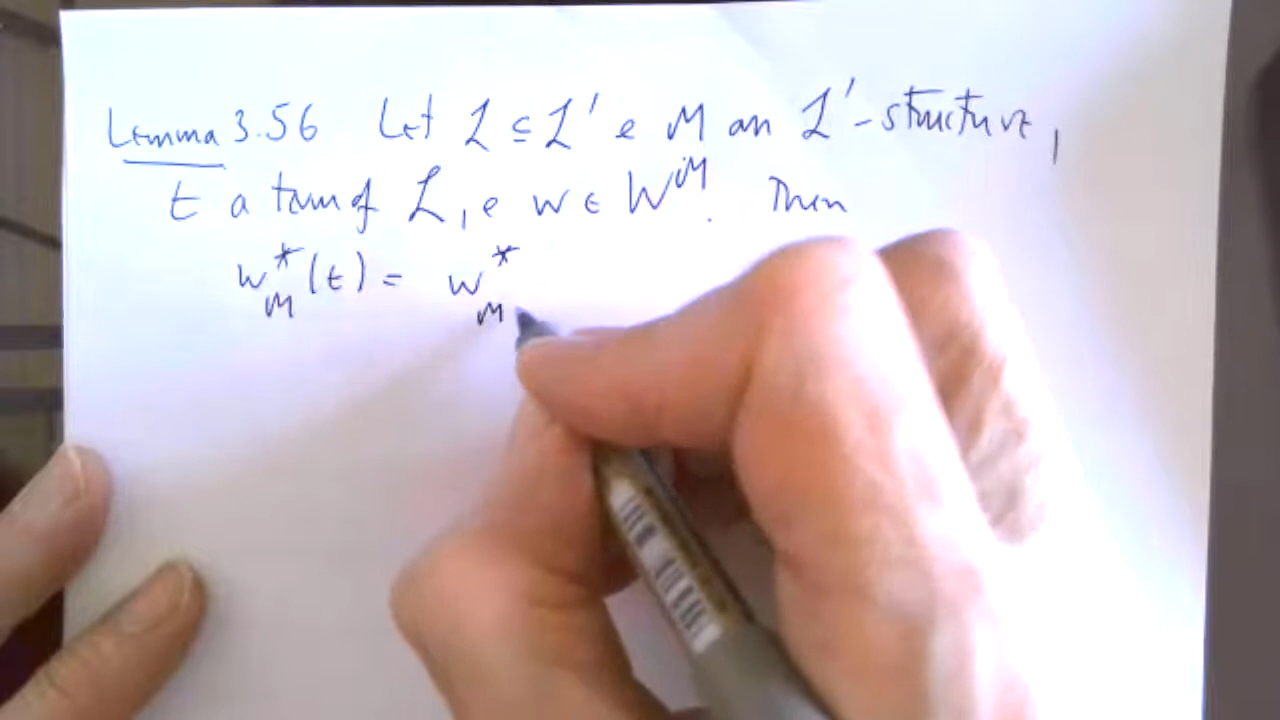 Lemma 3.56 Let L ⊆ L' e M an L'-structure,
t a term of L, e w ∈ W^M. Then
w*_M(t) = w*_M